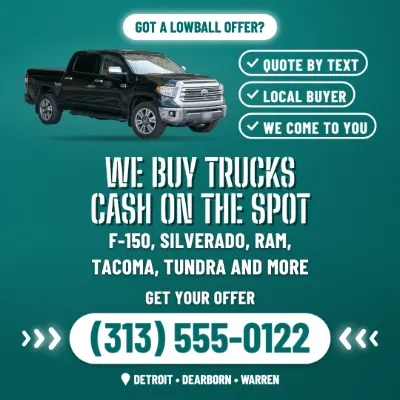 GOT A LOWBALL OFFER?
QUOTE BY TEXT
LOCAL BUYER
WE COME TO YOU
WE BUY TRUCKS
CASH ON THE SPOT
F-150, SILVERADO, RAM,
TACOMA, TUNDRA AND MORE
GET YOUR OFFER
(313) 555-0122
DETROIT • DEARBORN • WARREN